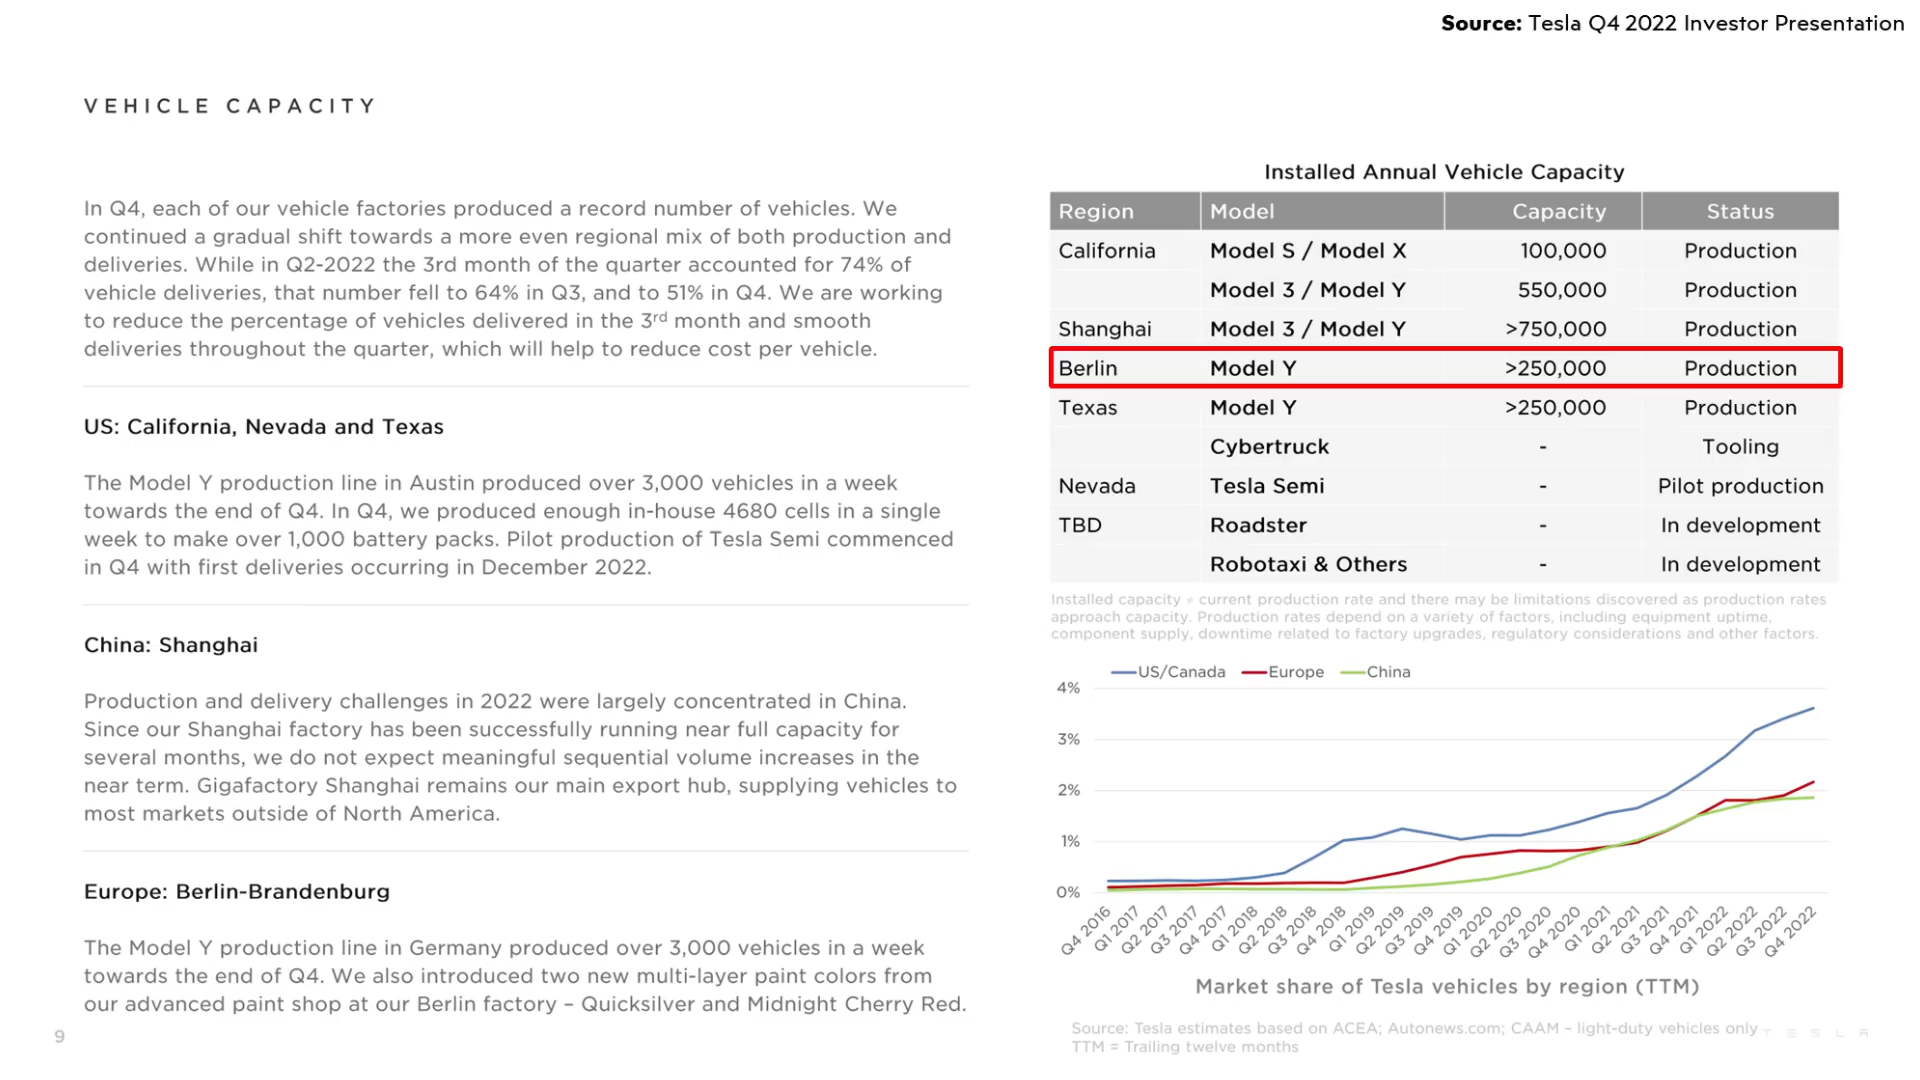 Source: Tesla Q4 2022 Investor Presentation
VEHICLE CAPACITY
In Q4, each of our vehicle factories produced a record number of vehicles. We
continued a gradual shift towards a more even regional mix of both production and
deliveries. While in Q2-2022 the 3rd month of the quarter accounted for 74% of
vehicle deliveries, that number fell to 64% in Q3, and to 51% in Q4. We are working
to reduce the percentage of vehicles delivered in the 3rd month and smooth
deliveries throughout the quarter, which will help to reduce cost per vehicle.
US: California, Nevada and Texas
The Model Y production line in Austin produced over 3,000 vehicles in a week
towards the end of Q4. In Q4, we produced enough in-house 4680 cells in a single
week to make over 1,000 battery packs. Pilot production of Tesla Semi commenced
in Q4 with first deliveries occurring in December 2022.
China: Shanghai
Production and delivery challenges in 2022 were largely concentrated in China.
Since our Shanghai factory has been successfully running near full capacity for
several months, we do not expect meaningful sequential volume increases in the
near term. Gigafactory Shanghai remains our main export hub, supplying vehicles to
most markets outside of North America.
Europe: Berlin-Brandenburg
The Model Y production line in Germany produced over 3,000 vehicles in a week
towards the end of Q4. We also introduced two new multi-layer paint colors from
our advanced paint shop at our Berlin factory – Quicksilver and Midnight Cherry Red.
9
Installed Annual Vehicle Capacity
Region Model Capacity Status
California Model S / Model X 100,000 Production
Model 3 / Model Y 550,000 Production
Shanghai Model 3 / Model Y >750,000 Production
Berlin Model Y >250,000 Production
Texas Model Y >250,000 Production
Cybertruck - Tooling
Nevada Tesla Semi - Pilot production
TBD Roadster - In development
Robotaxi & Others - In development
Installed capacity ≠ current production rate and there may be limitations discovered as production rates
approach capacity. Production rates depend on a variety of factors, including equipment uptime,
component supply, downtime related to factory upgrades, regulatory considerations and other factors.
US/Canada Europe China
4%
3%
2%
1%
0%
Q4 2016 Q1 2017 Q2 2017 Q3 2017 Q4 2017 Q1 2018 Q2 2018 Q3 2018 Q4 2018 Q1 2019 Q2 2019 Q3 2019 Q4 2019 Q1 2020 Q2 2020 Q3 2020 Q4 2020 Q1 2021 Q2 2021 Q3 2021 Q4 2021 Q1 2022 Q2 2022 Q3 2022 Q4 2022
Market share of Tesla vehicles by region (TTM)
Source: Tesla estimates based on ACEA; Autonews.com; CAAM – light-duty vehicles only
TTM = Trailing twelve months
TESLA